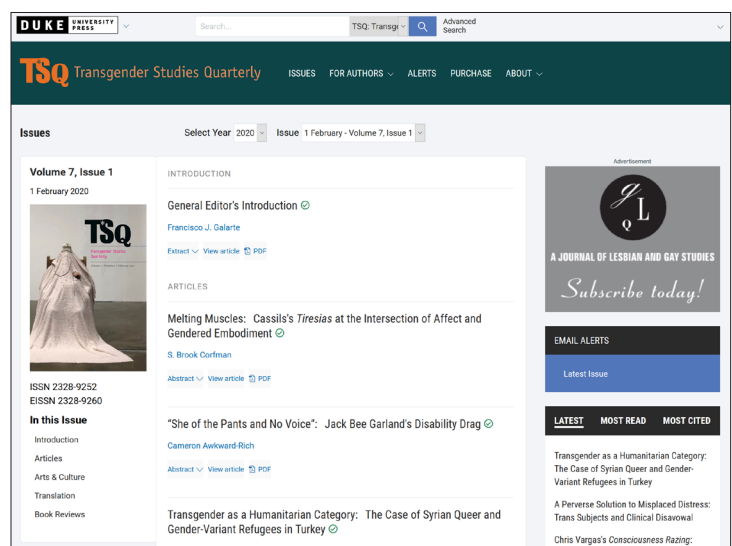 DUKE UNIVERSITY PRESS
Search...
TSQ: Transge
Advanced
Search
TSQ Transgender Studies Quarterly
ISSUES FOR AUTHORS ALERTS PURCHASE ABOUT
Issues
Select Year 2020 Issue 1 February - Volume 7, Issue 1
Volume 7, Issue 1
1 February 2020
TSQ
Transgender Studies
Quarterly
ISSN 2328-9252
EISSN 2328-9260
In this Issue
Introduction
Articles
Arts & Culture
Translation
Book Reviews
INTRODUCTION
General Editor's Introduction
Francisco J. Galarte
Extract View article PDF
ARTICLES
Melting Muscles: Cassils's Tiresias at the Intersection of Affect and
Gendered Embodiment
S. Brook Corfman
Abstract View article PDF
“She of the Pants and No Voice”: Jack Bee Garland's Disability Drag
Cameron Awkward-Rich
Abstract View article PDF
Transgender as a Humanitarian Category: The Case of Syrian Queer and
Gender-Variant Refugees in Turkey
Advertisement
gLQ
A JOURNAL OF LESBIAN AND GAY STUDIES
Subscribe today!
EMAIL ALERTS
Latest Issue
LATEST MOST READ MOST CITED
Transgender as a Humanitarian Category:
The Case of Syrian Queer and Gender-
Variant Refugees in Turkey
A Perverse Solution to Misplaced Distress:
Trans Subjects and Clinical Disavowal
Chris Vargas's Consciousness Razing: